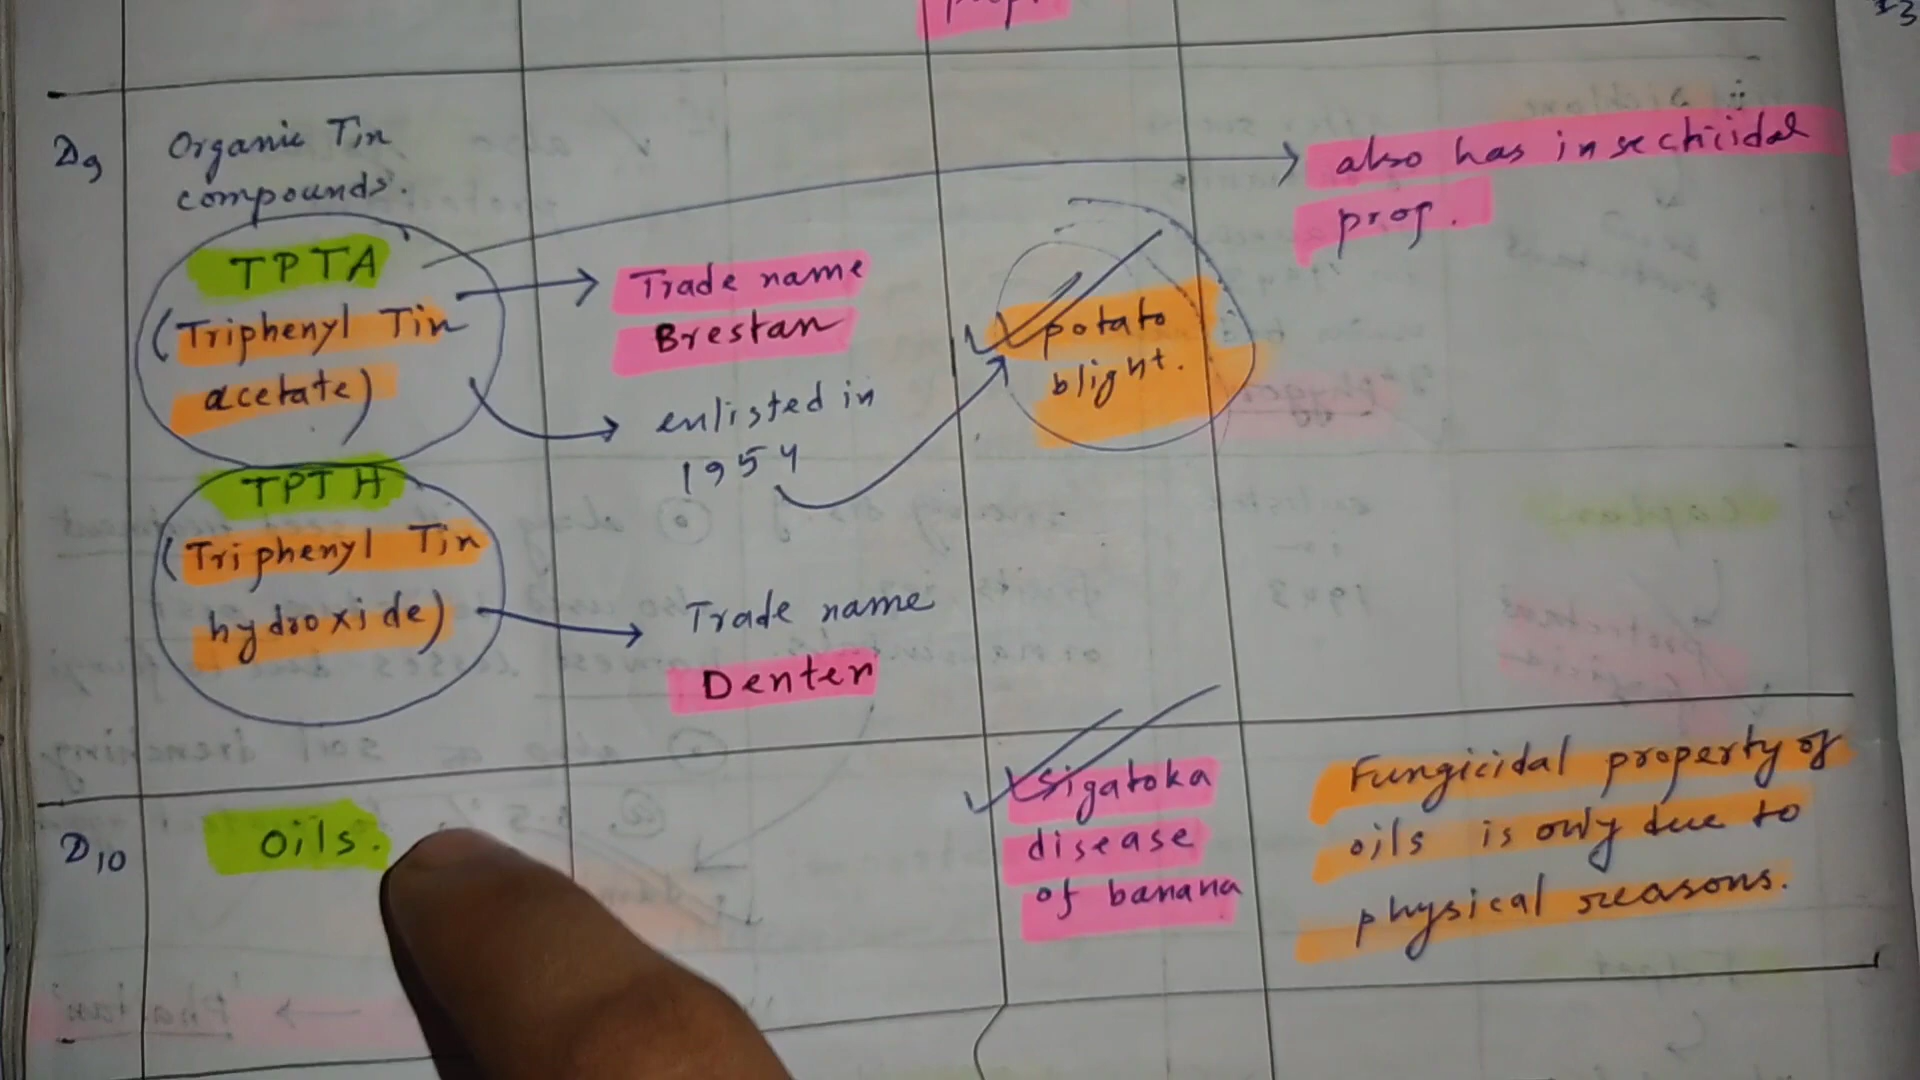 D9
Organic Tin
compounds.
TPTA
(Triphenyl Tin
acetate)
Trade name
Brestan
enlisted in
1954
potato
blight.
also has insecticidal
prop.
TPTH
(Triphenyl Tin
hydroxide)
Trade name
Denter
D10
Oils.
Sigatoka
disease
of banana
Fungicidal property of
oils is only due to
physical reasons.